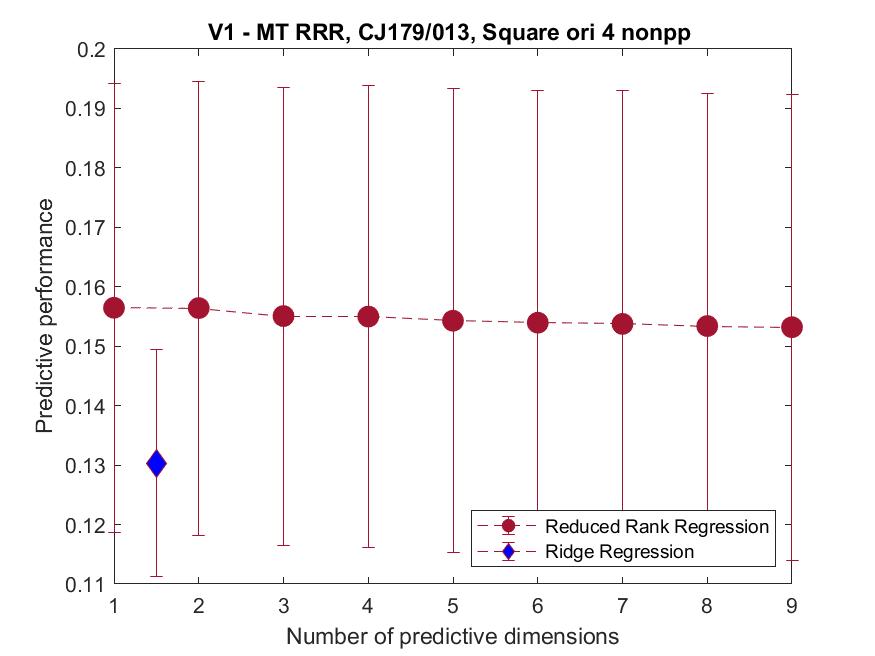 V1 - MT RRR, CJ179/013, Square ori 4 nonpp
0.2
0.19
0.18
0.17
0.16
0.15
0.14
0.13
0.12
0.11
Predictive performance
Reduced Rank Regression
Ridge Regression
1 2 3 4 5 6 7 8 9
Number of predictive dimensions